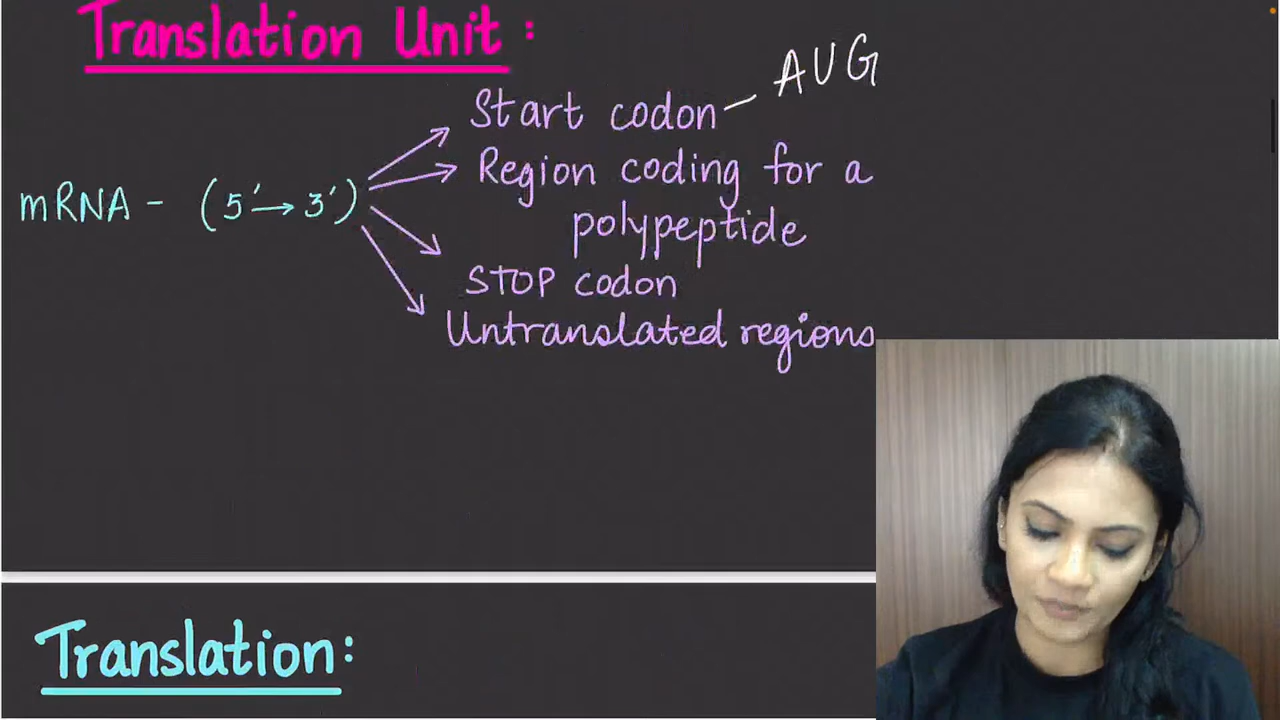 Translation Unit :
Start codon – AUG
Region coding for a
polypeptide
mRNA - (5'→3')
STOP codon
Untranslated regions
Translation: